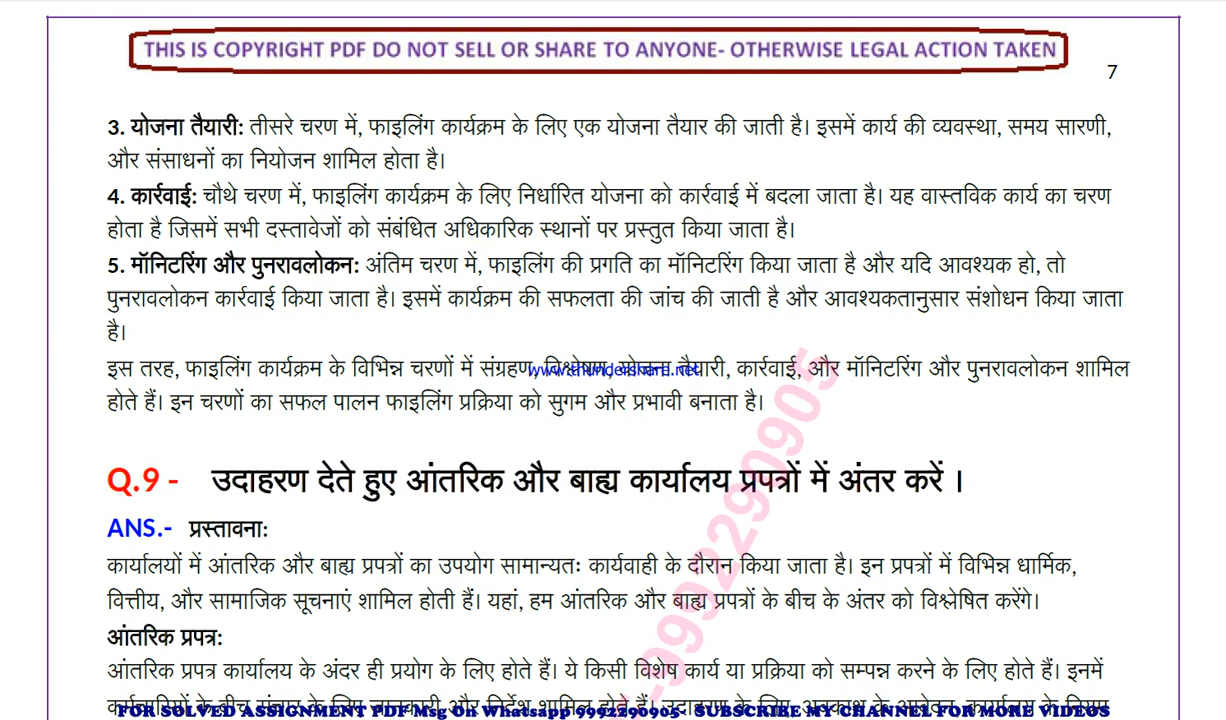 THIS IS COPYRIGHT PDF DO NOT SELL OR SHARE TO ANYONE- OTHERWISE LEGAL ACTION TAKEN
7
3. योजना तैयारी: तीसरे चरण में, फाइलिंग कार्यक्रम के लिए एक योजना तैयार की जाती है। इसमें कार्य की व्यवस्था, समय सारणी,
और संसाधनों का नियोजन शामिल होता है।
4. कार्रवाई: चौथे चरण में, फाइलिंग कार्यक्रम के लिए निर्धारित योजना को कार्रवाई में बदला जाता है। यह वास्तविक कार्य का चरण
होता है जिसमें सभी दस्तावेजों को संबंधित अधिकारिक स्थानों पर प्रस्तुत किया जाता है।
5. मॉनिटरिंग और पुनरावलोकन: अंतिम चरण में, फाइलिंग की प्रगति का मॉनिटरिंग किया जाता है और यदि आवश्यक हो, तो
पुनरावलोकन कार्रवाई किया जाता है। इसमें कार्यक्रम की सफलता की जांच की जाती है और आवश्यकतानुसार संशोधन किया जाता
है।
इस तरह, फाइलिंग कार्यक्रम के विभिन्न चरणों में संग्रहण, विश्लेषण, योजना तैयारी, कार्रवाई, और मॉनिटरिंग और पुनरावलोकन शामिल
www.thundershare.net
होते हैं। इन चरणों का सफल पालन फाइलिंग प्रक्रिया को सुगम और प्रभावी बनाता है।
Q.9 - उदाहरण देते हुए आंतरिक और बाह्य कार्यालय प्रपत्रों में अंतर करें ।
ANS.- प्रस्तावना:
कार्यालयों में आंतरिक और बाह्य प्रपत्रों का उपयोग सामान्यतः कार्यवाही के दौरान किया जाता है। इन प्रपत्रों में विभिन्न धार्मिक,
वित्तीय, और सामाजिक सूचनाएं शामिल होती हैं। यहां, हम आंतरिक और बाह्य प्रपत्रों के बीच के अंतर को विश्लेषित करेंगे।
आंतरिक प्रपत्र:
आंतरिक प्रपत्र कार्यालय के अंदर ही प्रयोग के लिए होते हैं। ये किसी विशेष कार्य या प्रक्रिया को सम्पन्न करने के लिए होते हैं। इनमें
-9992290905
FOR SOLVED ASSIGNMENT PDF Msg On Whatsapp 9992290905- SUBSCRIBE MY CHANNEL FOR MORE VIDEOS